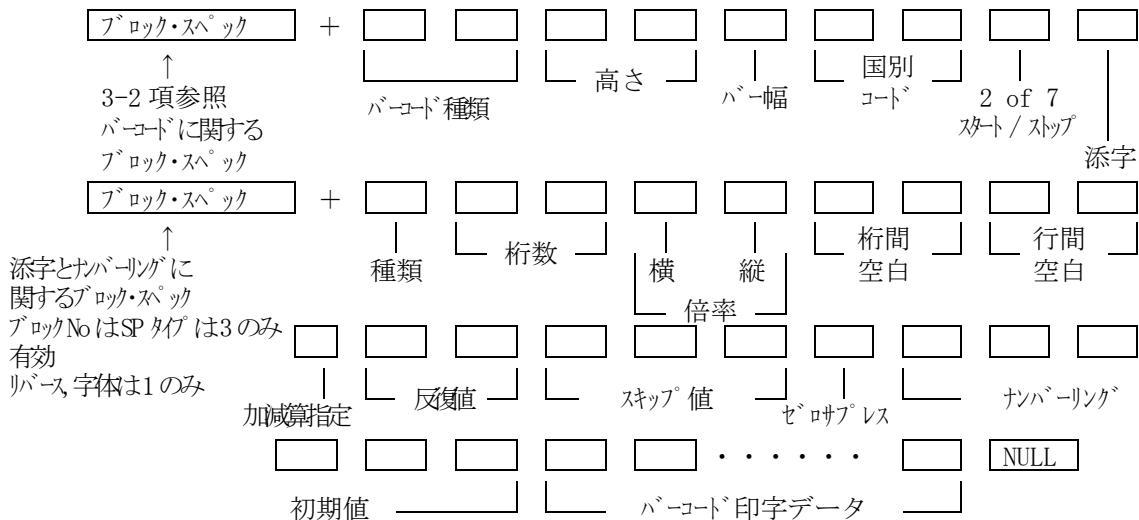 ﾌﾞﾛｯｸ・ｽﾍﾟｯｸ ＋
↑
3-2 項参照
ﾊﾞｰｺｰﾄﾞに関する
ﾌﾞﾛｯｸ・ｽﾍﾟｯｸ
ﾊﾞｰｺｰﾄﾞ種類
高さ
ﾊﾞｰ幅
国別
ｺｰﾄﾞ
2 of 7
ｽﾀｰﾄ / ｽﾄｯﾌﾟ
添字
ﾌﾞﾛｯｸ・ｽﾍﾟｯｸ ＋
↑
添字とﾅﾝﾊﾞｰﾘﾝｸﾞに
関するﾌﾞﾛｯｸ・ｽﾍﾟｯｸ
ﾌﾞﾛｯｸNoはSPﾀｲﾌﾟは3のみ
有効
ﾘﾊﾞｰｽ,字体は1のみ
種類
桁数
横
縦
倍率
桁間
空白
行間
空白
加減算指定
反復値
ｽｷｯﾌﾟ値
ｾﾞﾛｻﾌﾟﾚｽ
ﾅﾝﾊﾞｰﾘﾝｸﾞ
・・・・・・ NULL
初期値
ﾊﾞｰｺｰﾄﾞ印字データ